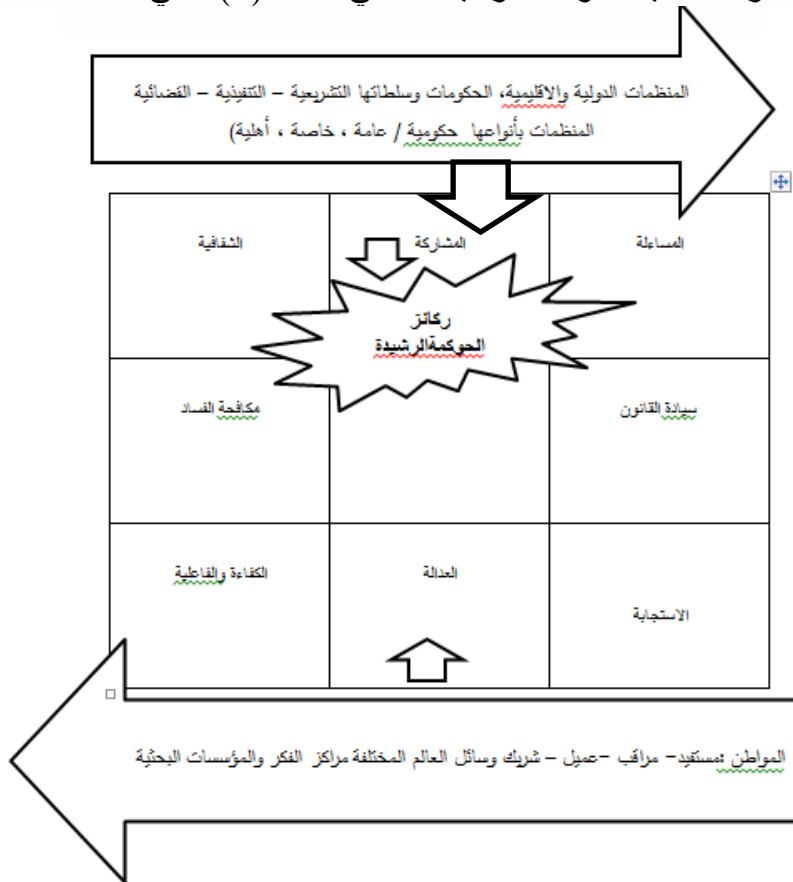 المنظمات الدولية والاقليمية، الحكومات وسلطاتها التشريعية – التنفيذية – القضائية
المنظمات بأنواعها حكومية / عامة ، خاصة ، أهلية)
المساءلة
المشاركة
الشفافية
ركائز
الحوكمةالرشيدة
سيادة القانون
مكافحة الفساد
الاستجابة
العدالة
الكفاءة والفاعلية
المواطن :مستفيد– مراقب –عميل – شريك وسائل العالم المختلفة مراكز الفكر والمؤسسات البحثية